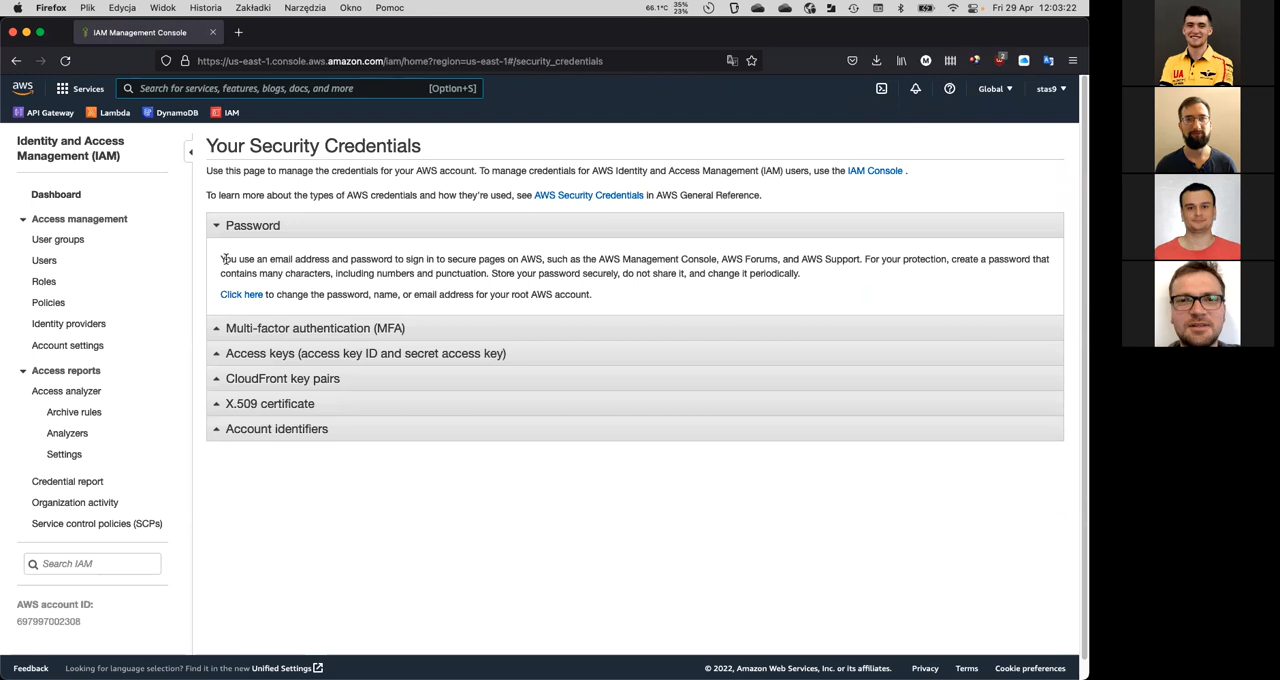 Firefox Plik Edycja Widok Historia Zakładki Narzędzia Okno Pomoc 66.1°C 35% 23% Fri 29 Apr 12:03:22
IAM Management Console
https://us-east-1.console.aws.amazon.com/iam/home?region=us-east-1#/security_credentials
aws Services Search for services, features, blogs, docs, and more [Option+S] Global stas9
API Gateway Lambda DynamoDB IAM
Identity and Access
Management (IAM)
Dashboard
Access management
User groups
Users
Roles
Policies
Identity providers
Account settings
Access reports
Access analyzer
Archive rules
Analyzers
Settings
Credential report
Organization activity
Service control policies (SCPs)
Search IAM
AWS account ID:
697997002308
Your Security Credentials
Use this page to manage the credentials for your AWS account. To manage credentials for AWS Identity and Access Management (IAM) users, use the IAM Console .
To learn more about the types of AWS credentials and how they're used, see AWS Security Credentials in AWS General Reference.
Password
You use an email address and password to sign in to secure pages on AWS, such as the AWS Management Console, AWS Forums, and AWS Support. For your protection, create a password that
contains many characters, including numbers and punctuation. Store your password securely, do not share it, and change it periodically.
Click here to change the password, name, or email address for your root AWS account.
Multi-factor authentication (MFA)
Access keys (access key ID and secret access key)
CloudFront key pairs
X.509 certificate
Account identifiers
Feedback Looking for language selection? Find it in the new Unified Settings © 2022, Amazon Web Services, Inc. or its affiliates. Privacy Terms Cookie preferences
UA